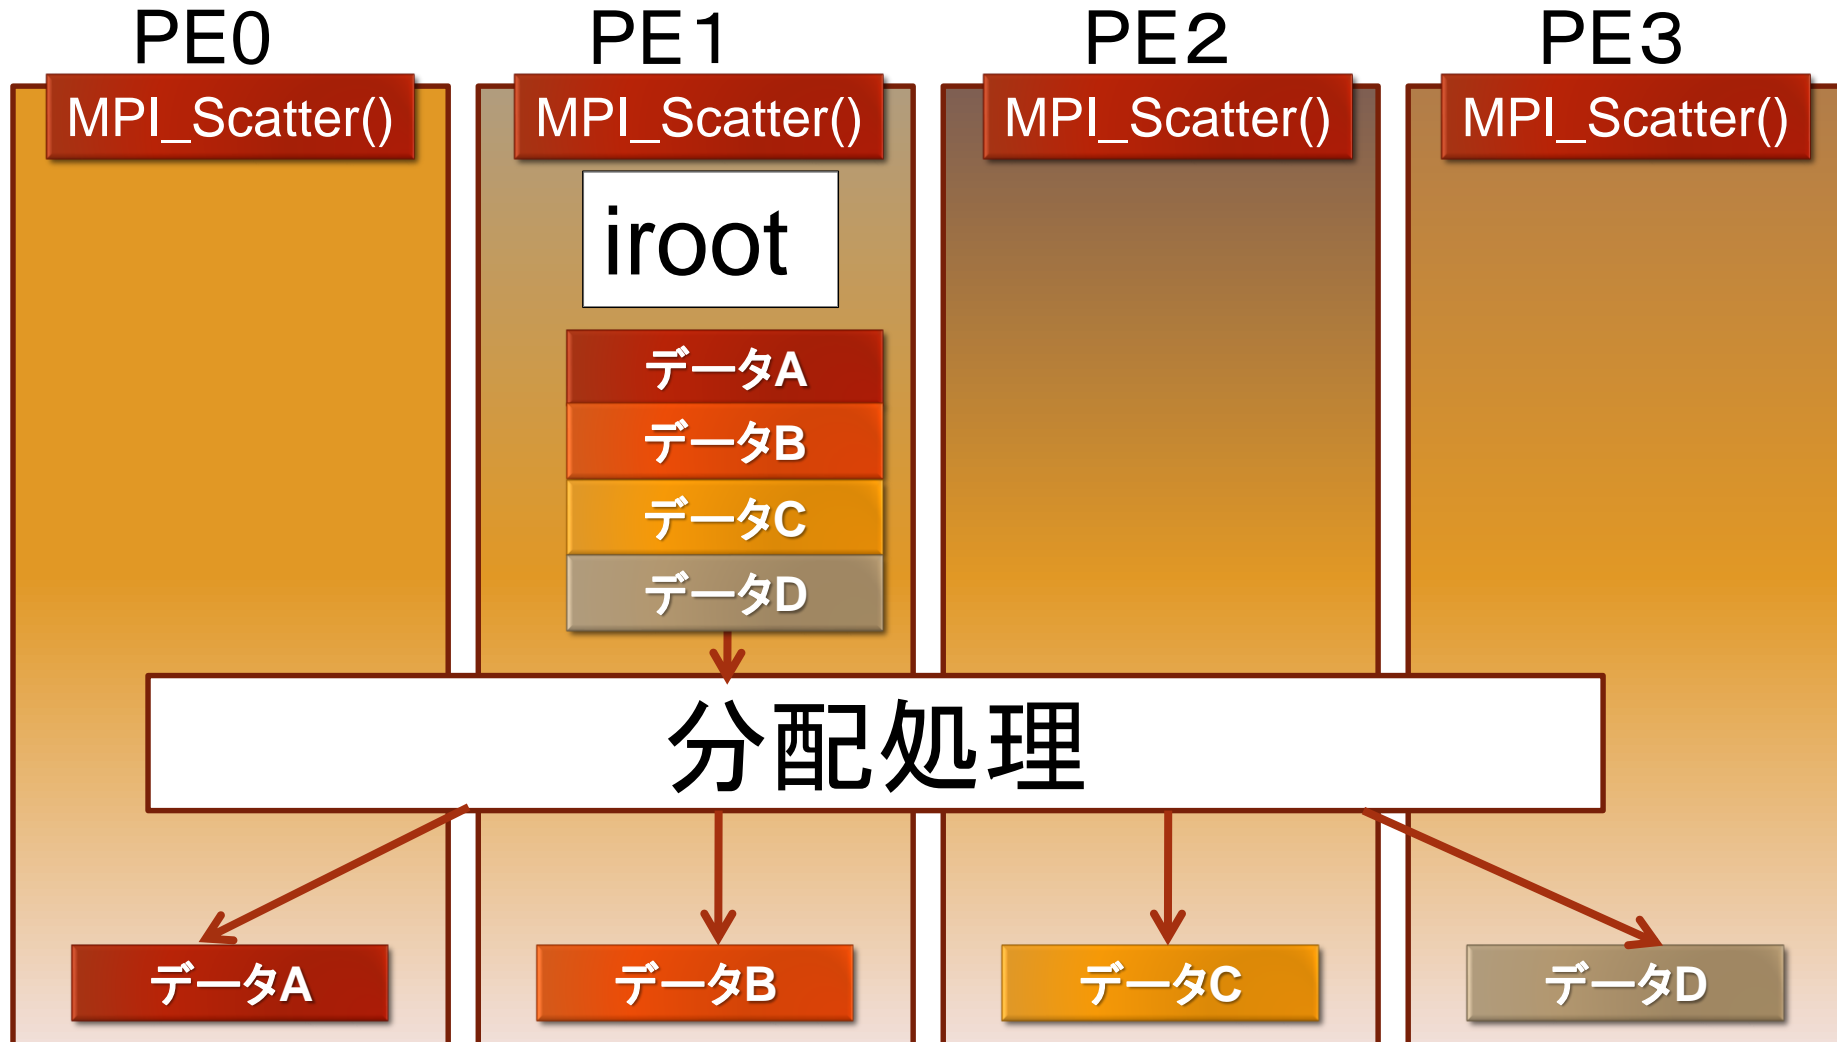 PE0
PE1
PE2
PE3
MPI_Scatter()
MPI_Scatter()
MPI_Scatter()
MPI_Scatter()
iroot
データA
データB
データC
データD
分配処理
データA
データB
データC
データD